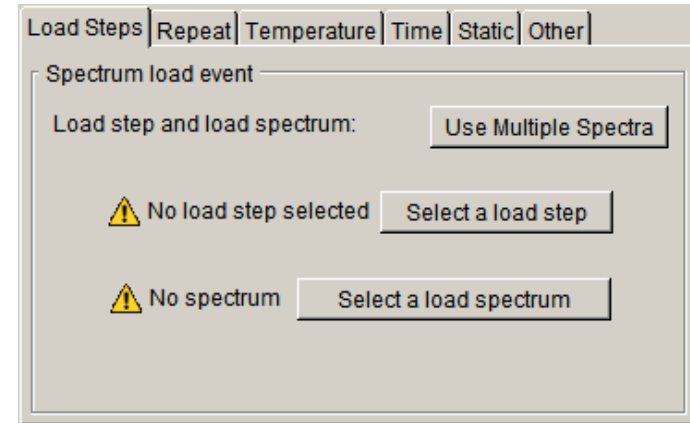 Load Steps Repeat Temperature Time Static Other
Spectrum load event
Load step and load spectrum: Use Multiple Spectra
No load step selected Select a load step
No spectrum Select a load spectrum